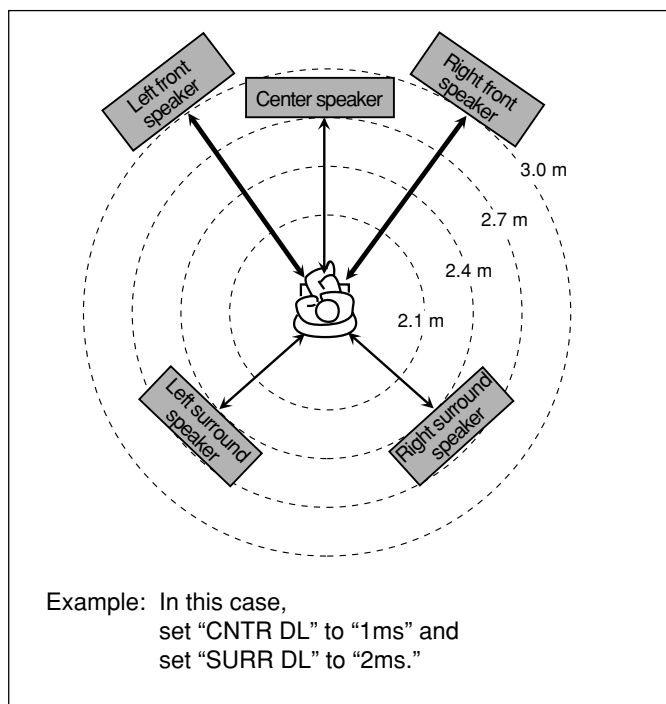 Left front
speaker
Center speaker
Right front
speaker
3.0 m
2.7 m
2.4 m
2.1 m
Left surround
speaker
Right surround
speaker
Example: In this case,
set “CNTR DL” to “1ms” and
set “SURR DL” to “2ms.”